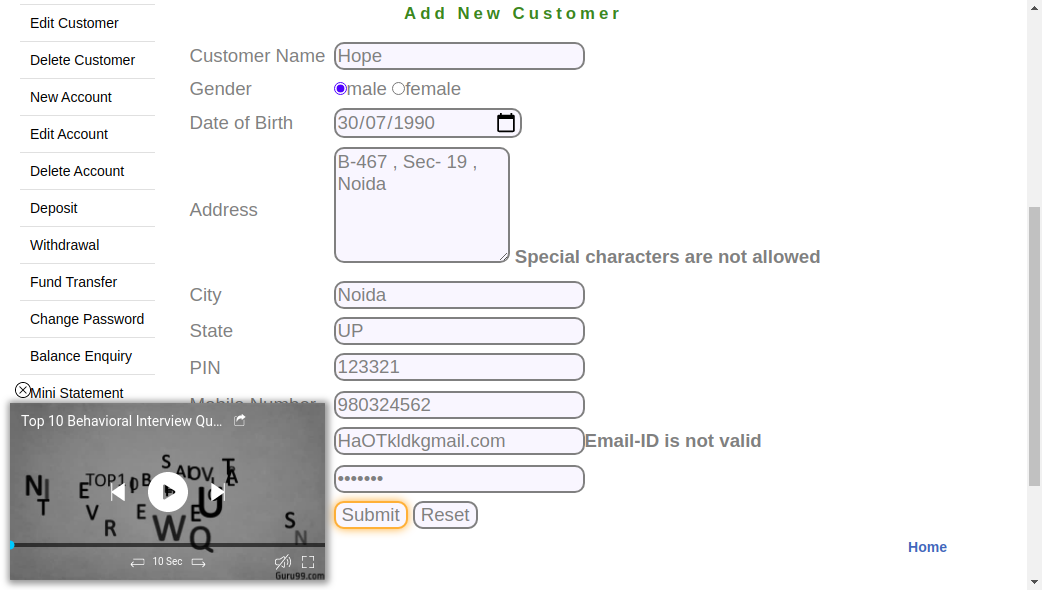 Add New Customer
Edit Customer
Delete Customer
New Account
Edit Account
Delete Account
Deposit
Withdrawal
Fund Transfer
Change Password
Balance Enquiry
Mini Statement
Customer Name Hope
Gender male female
Date of Birth 30/07/1990
Address B-467 , Sec- 19 ,
Noida
Special characters are not allowed
City Noida
State UP
PIN 123321
Mobile Number 980324562
HaOTkldkgmail.com Email-ID is not valid
•••••••
Submit Reset
Home
Top 10 Behavioral Interview Qu...
10 Sec
Guru99.com